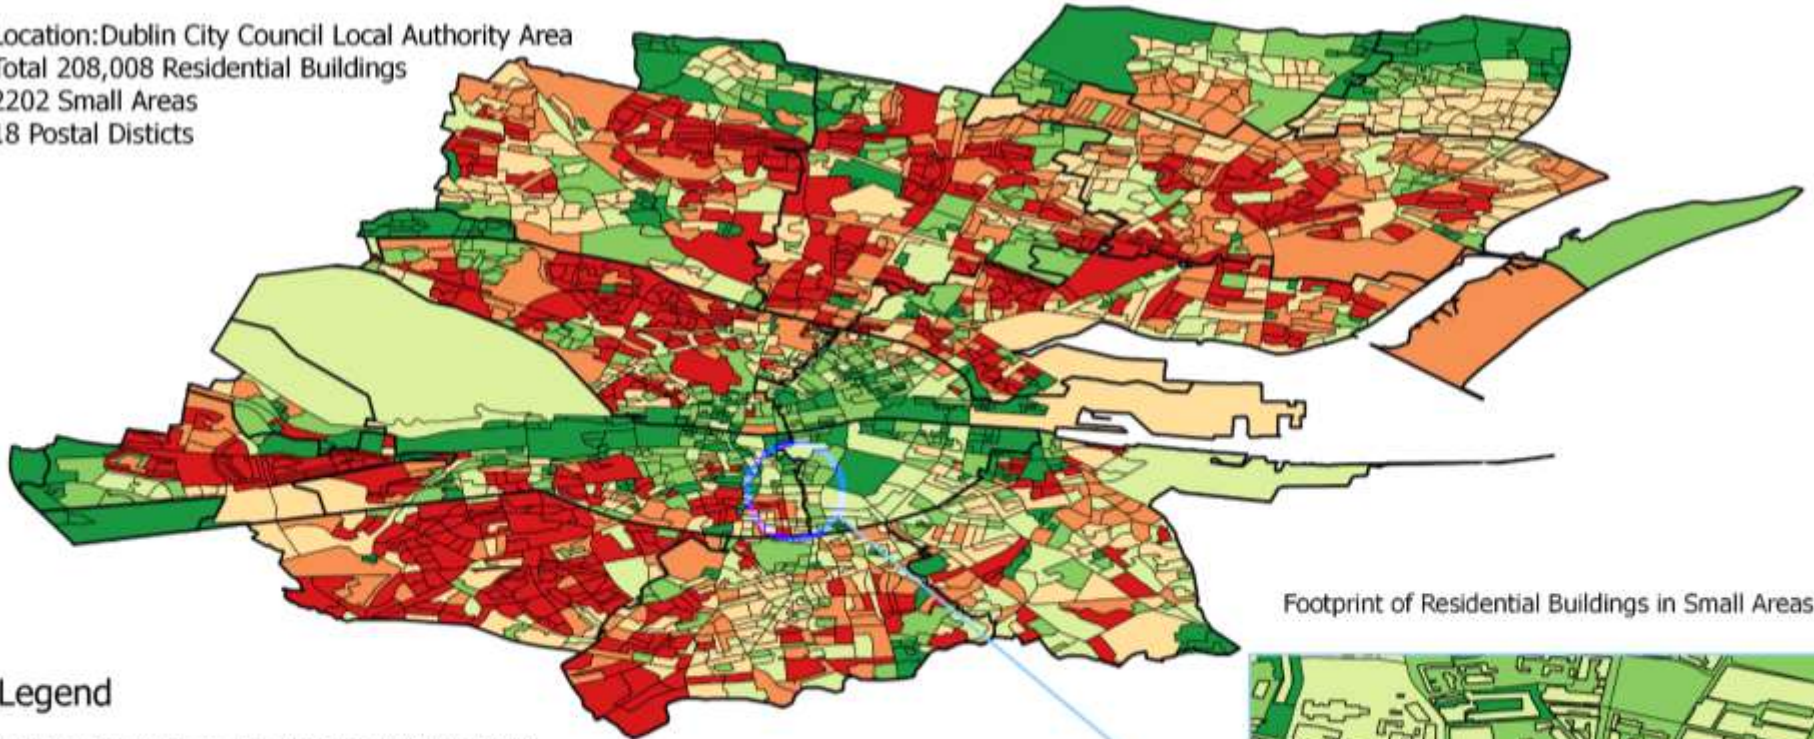 Location:Dublin City Council Local Authority Area
Total 208,008 Residential Buildings
2202 Small Areas
18 Postal Disticts
Footprint of Residential Buildings in Small Areas
Legend